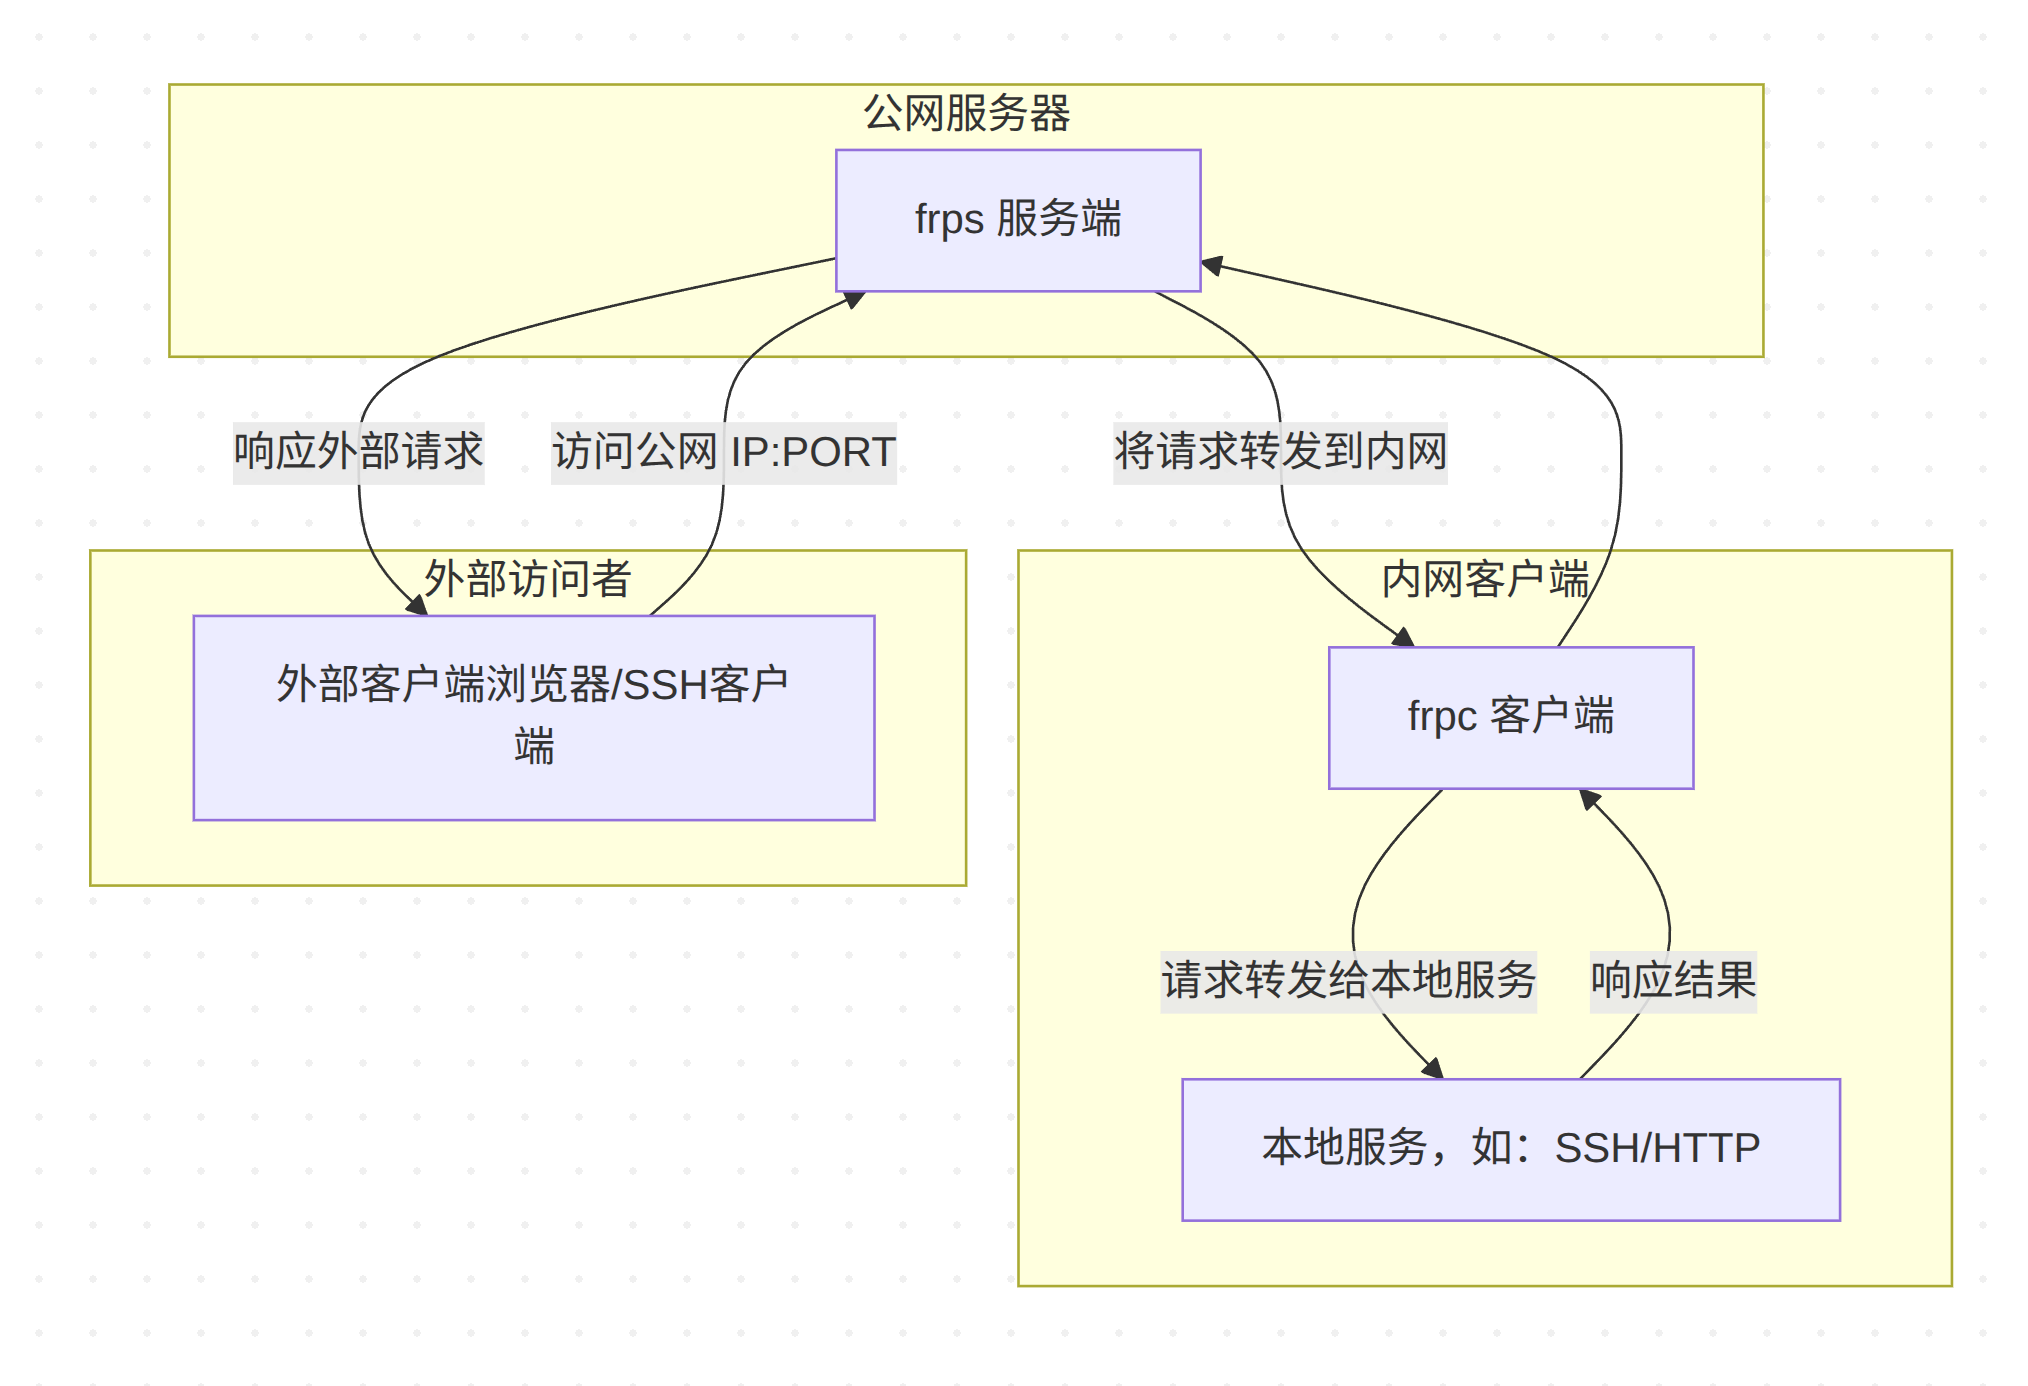 公网服务器
frps 服务端
响应外部请求
访问公网 IP:PORT
将请求转发到内网
外部访问者
外部客户端浏览器/SSH客户
端
内网客户端
frpc 客户端
请求转发给本地服务
响应结果
本地服务，如：SSH/HTTP